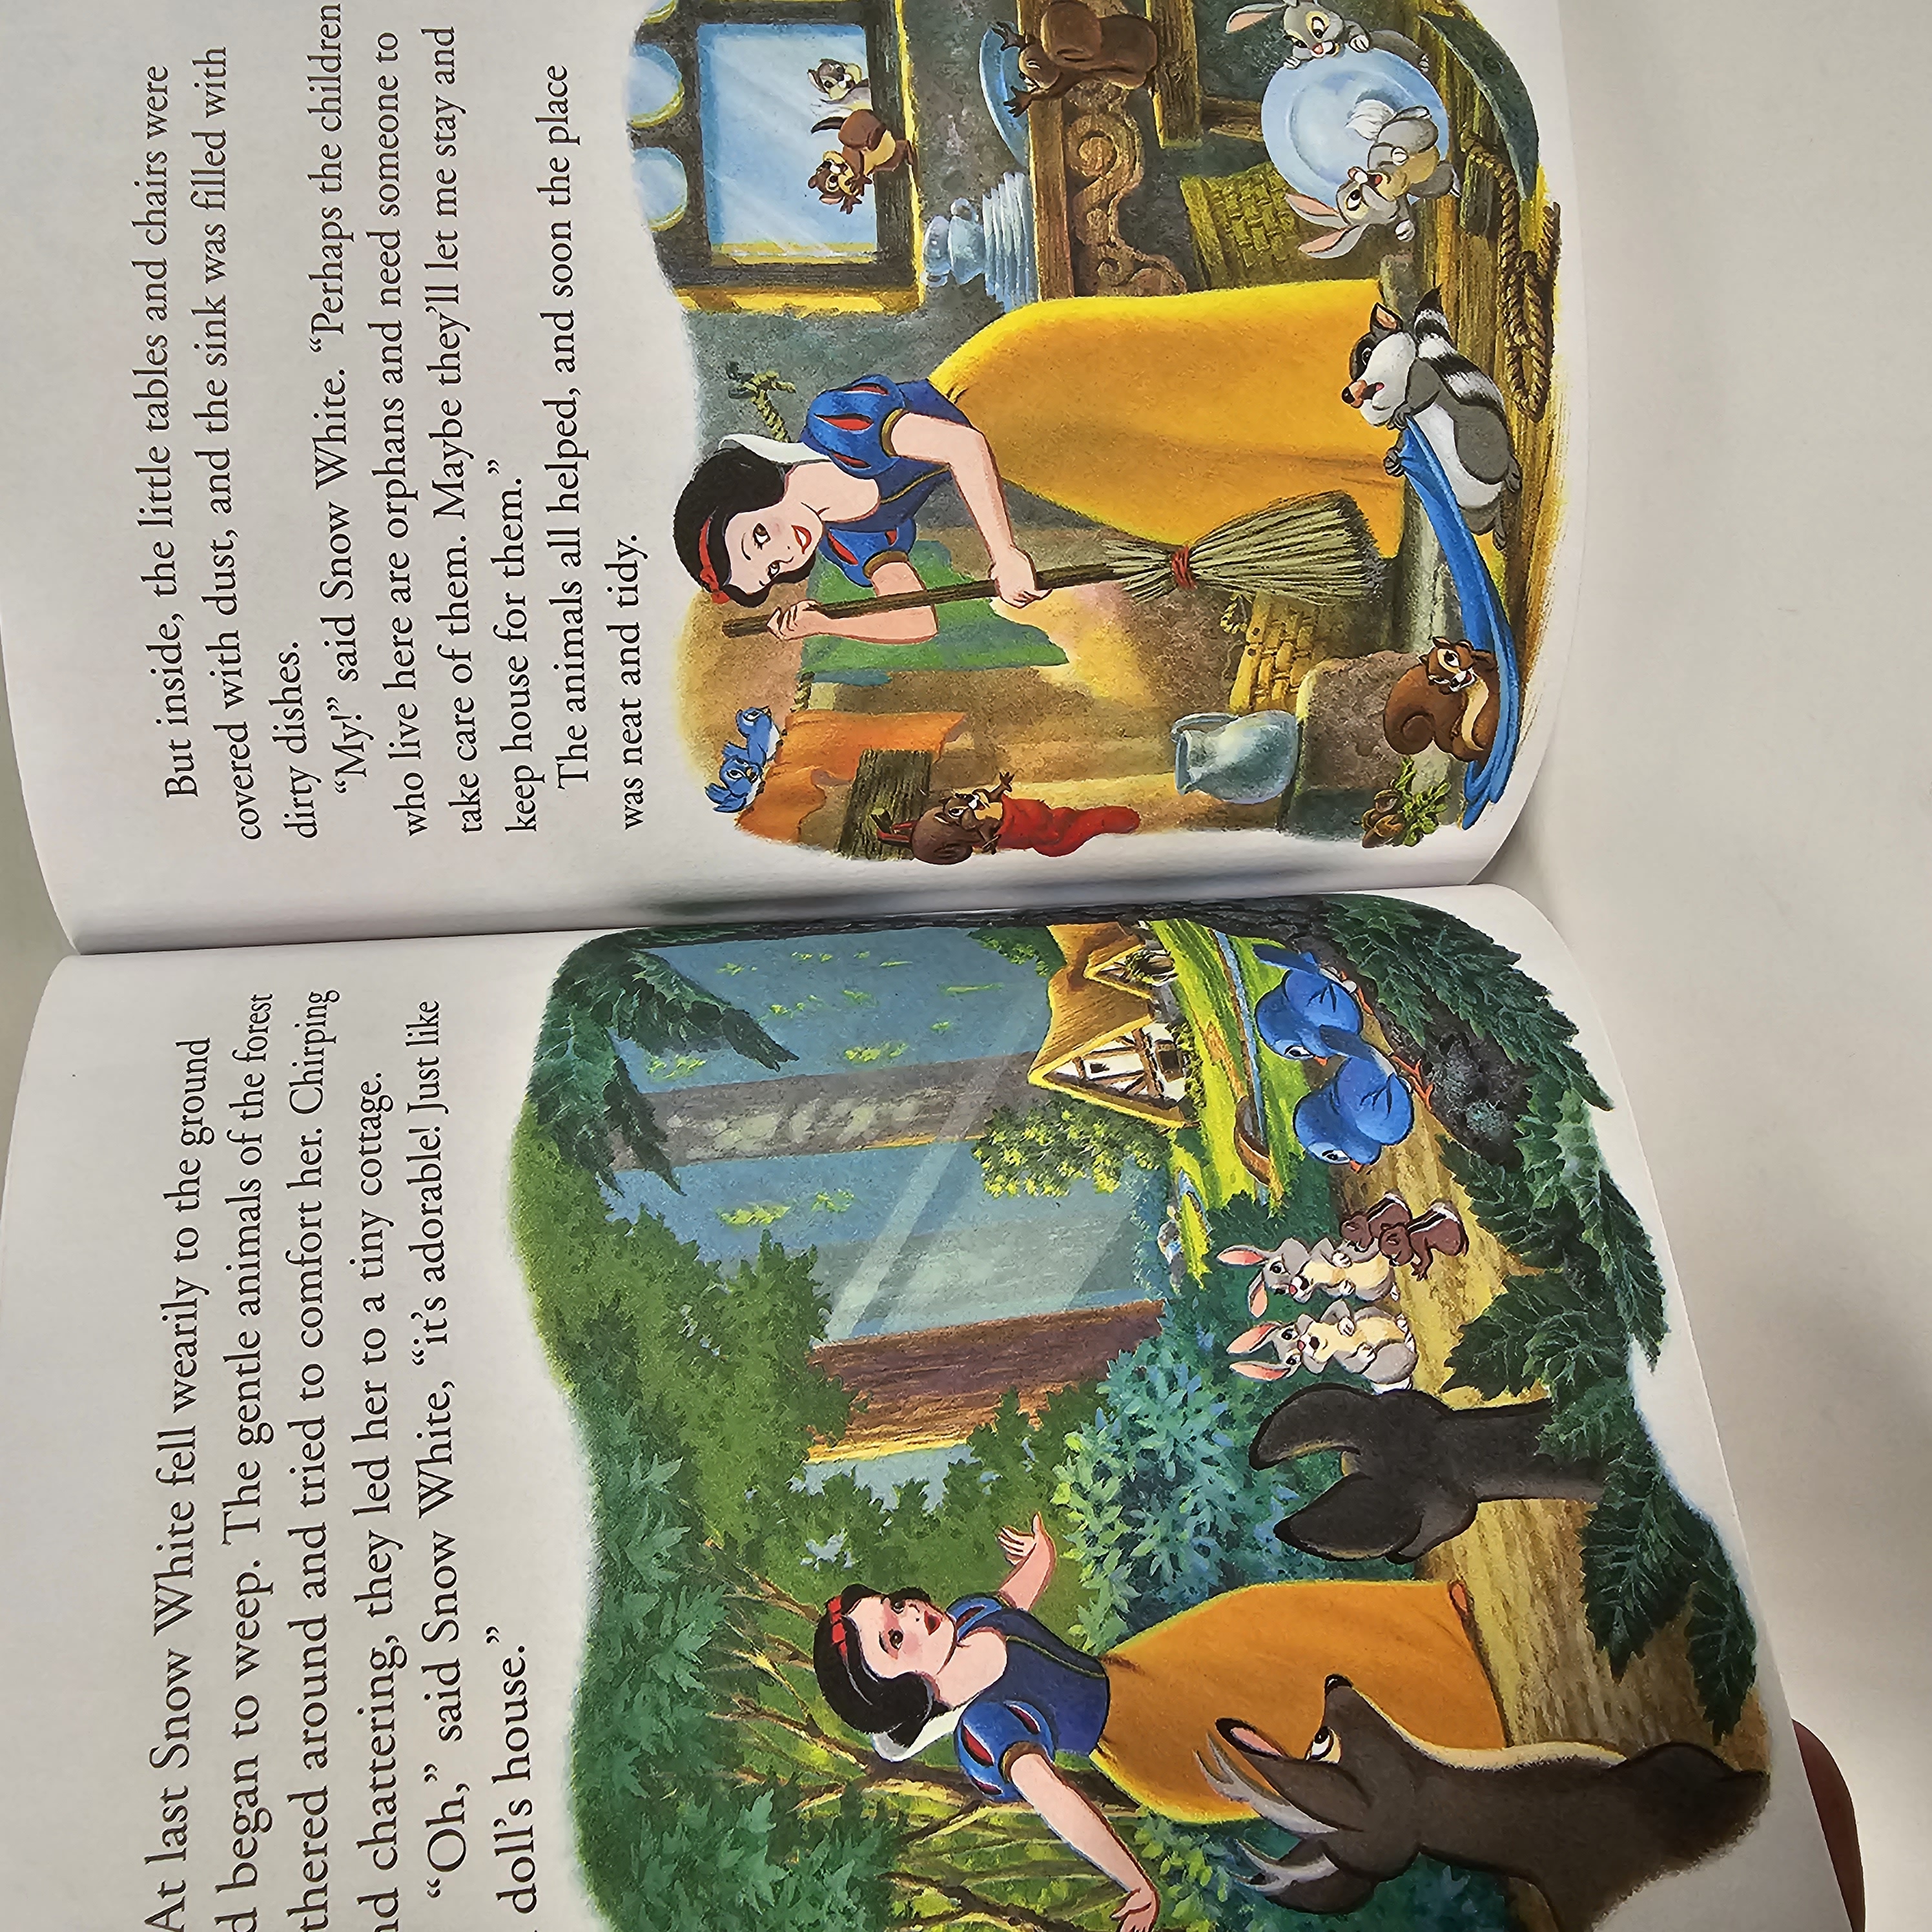 At last Snow White fell wearily to the ground
d began to weep. The gentle animals of the forest
thered around and tried to comfort her. Chirping
nd chattering, they led her to a tiny cottage.
“Oh,” said Snow White, “it’s adorable! Just like
doll’s house.”
But inside, the little tables and chairs were
covered with dust, and the sink was filled with
dirty dishes.
“My!” said Snow White. “Perhaps the children
who live here are orphans and need someone to
take care of them. Maybe they’ll let me stay and
keep house for them.”
The animals all helped, and soon the place
was neat and tidy.